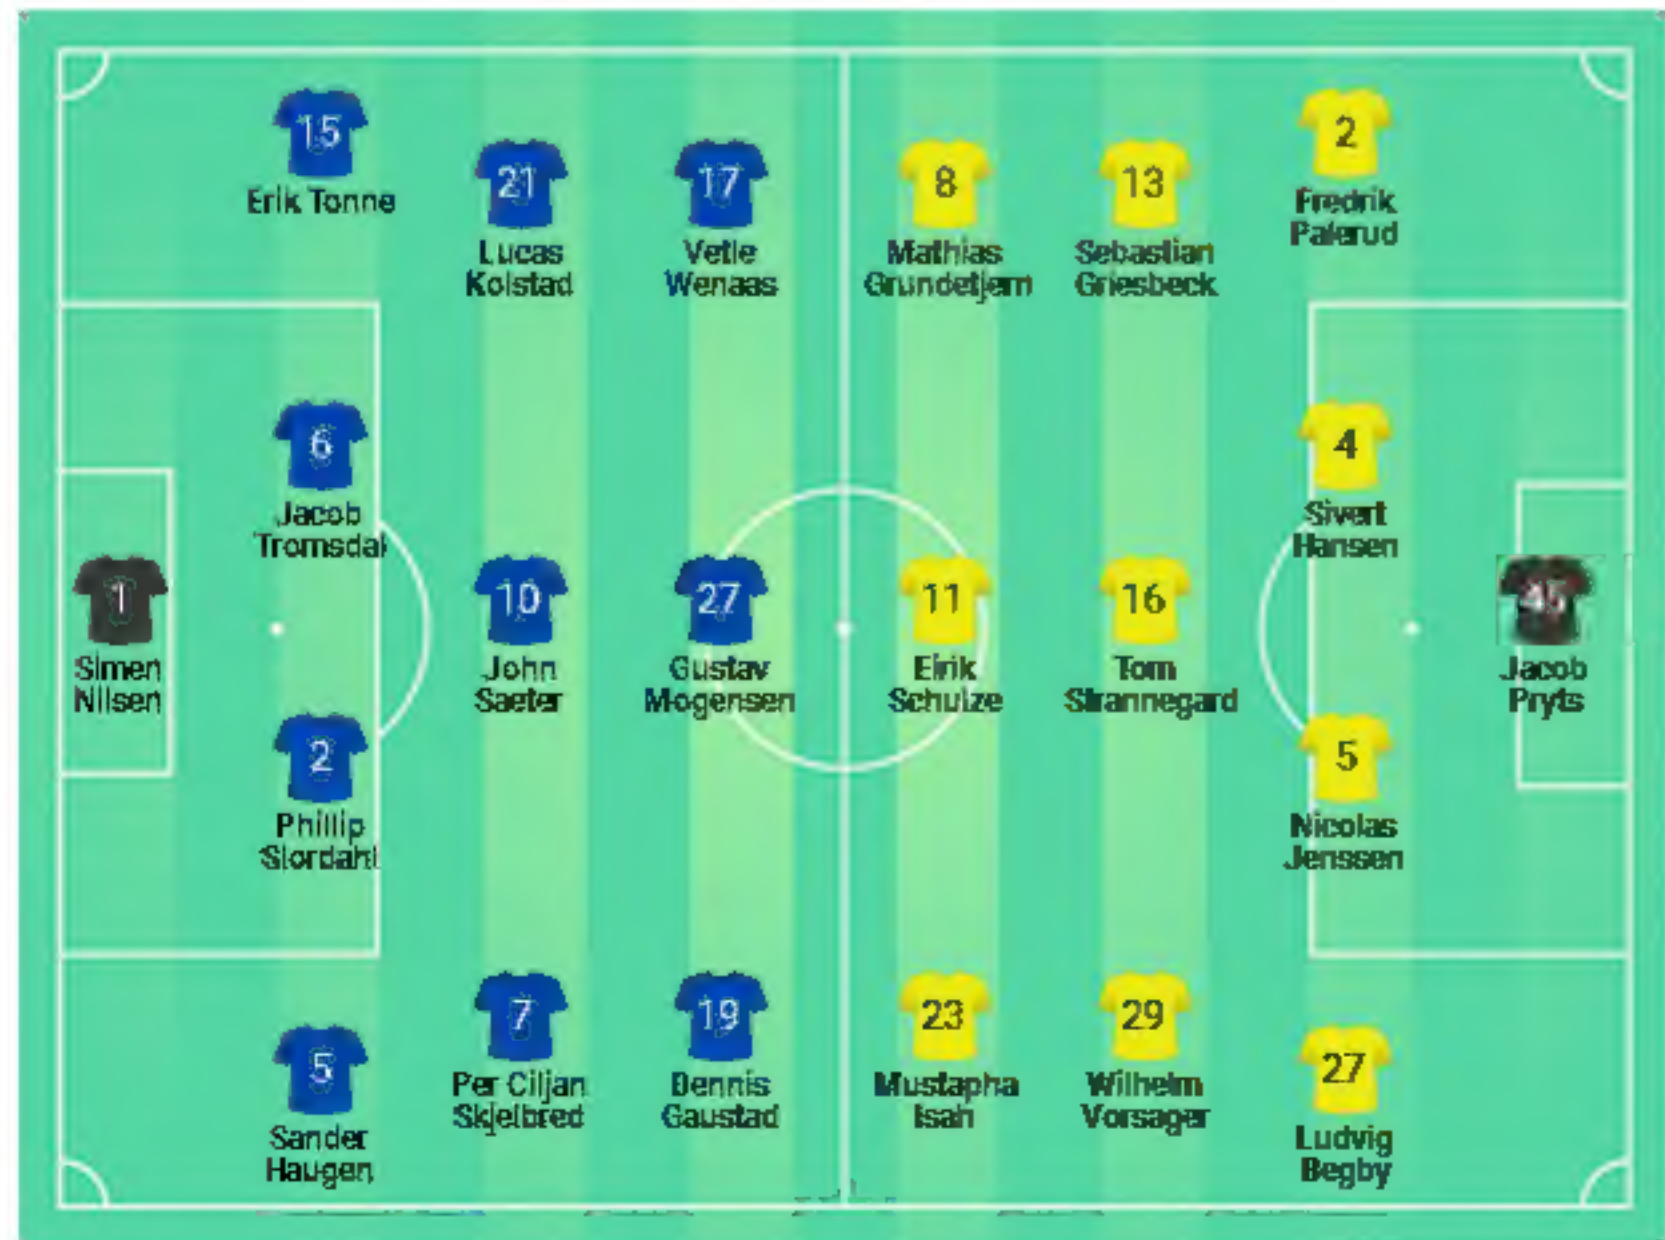 15
Erik Tonne
21
Lucas
Kolstad
17
Vetle
Wenaas
8
Mathias
Grundetjern
13
Sebastian
Griesbeck
2
Fredrik
Palerud
6
Jacob
Tromsdal
4
Sivert
Hansen
1
Simen
Nilsen
10
John
Saeter
27
Gustav
Mogensen
11
Eirik
Schulze
16
Tom
Strannegard
45
Jacob
Pryts
2
Phillip
Slordahl
5
Nicolas
Jenssen
5
Sander
Haugen
7
Per Ciljan
Skjelbred
19
Dennis
Gaustad
23
Mustapha
Isah
29
Wilhelm
Vorsager
27
Ludvig
Begby